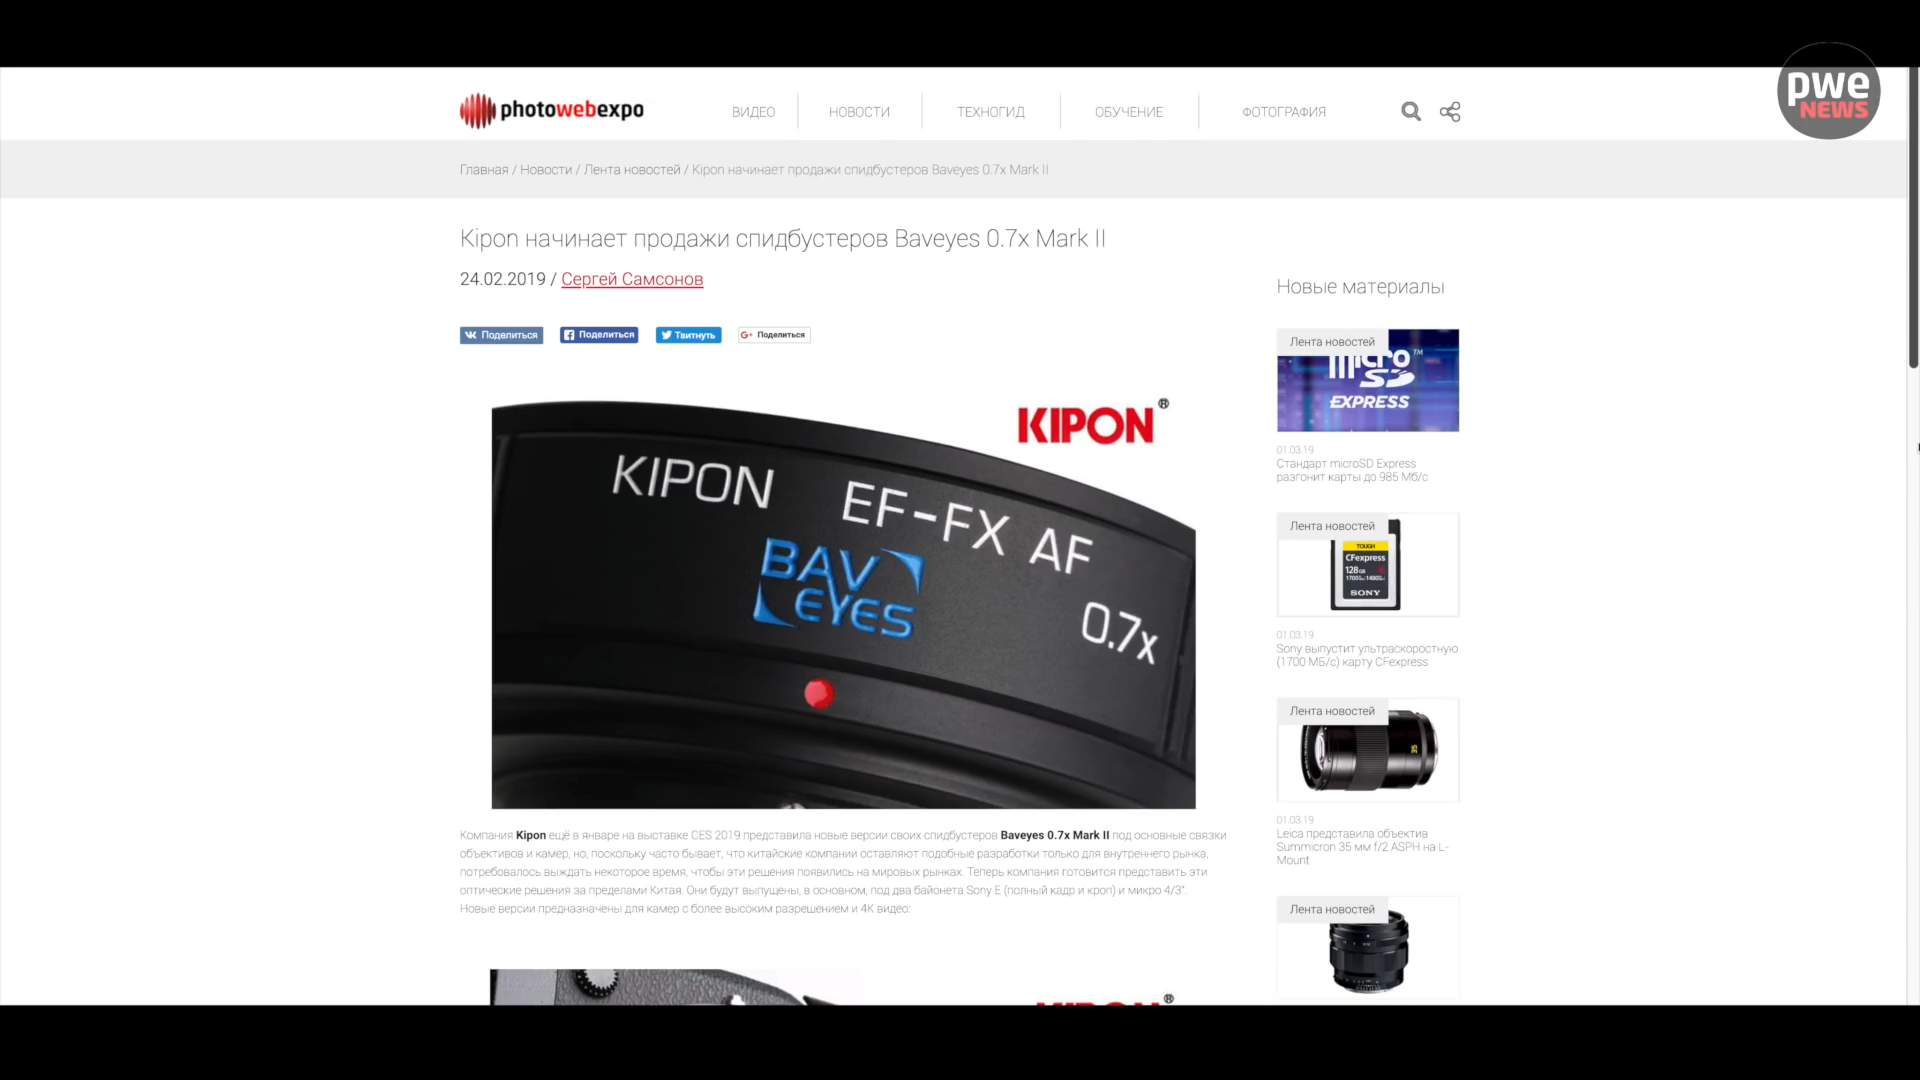 pwe
NEWS
photowebexpo
ВИДЕО
НОВОСТИ
ТЕХНОГИД
ОБУЧЕНИЕ
ФОТОГРАФИЯ
Главная / Новости / Лента новостей / Kipon начинает продажи спидбустеров Baveyes 0.7x Mark II
Kipon начинает продажи спидбустеров Baveyes 0.7x Mark II
24.02.2019 / Сергей Самсонов
Поделиться
Поделиться
Твитнуть
G+ Поделиться
KIPON®
KIPON EF-FX AF
BAV
EYES
0.7x
Компания Kipon ещё в январе на выставке CES 2019 представила новые версии своих спидбустеров Baveyes 0.7x Mark II под основные связки
объективов и камер, но, поскольку часто бывает, что китайские компании оставляют подобные разработки только для внутреннего рынка,
потребовалось выждать некоторое время, чтобы эти решения появились на мировых рынках. Теперь компания готовится представить эти
оптические решения за пределами Китая. Они будут выпущены, в основном, под два байонета Sony E (полный кадр и кроп) и микро 4/3".
Новые версии предназначены для камер с более высоким разрешением и 4K видео:
KIPON®
Новые материалы
Лента новостей
micro™
SD
EXPRESS
01.03.19
Стандарт microSD Express
разгонит карты до 985 Мб/с
Лента новостей
TOUGH
CFexpress
128 GB
SONY
01.03.19
Sony выпустит ультраскоростную
(1700 МБ/с) карту CFexpress
Лента новостей
35
01.03.19
Leica представила объектив
Summicron 35 мм f/2 ASPH на L-
Mount
Лента новостей